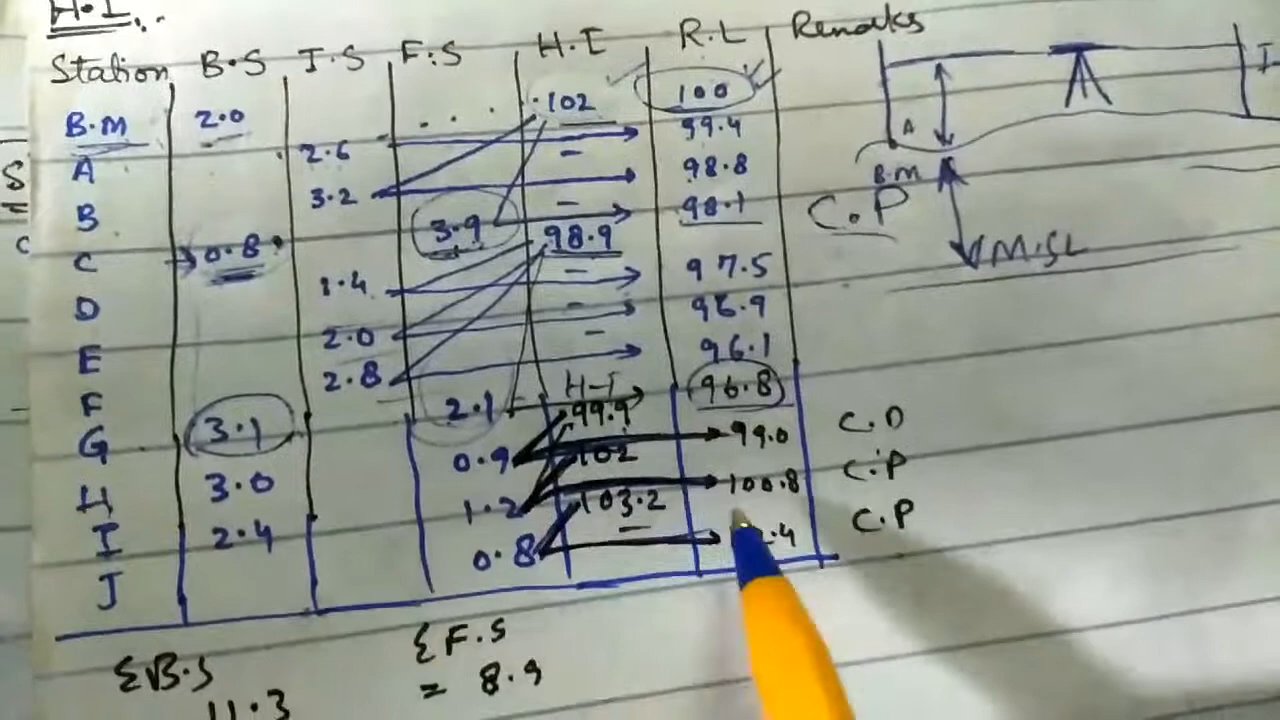 H.I
Station B.S I.S F.S H.I R.L Remarks
B.M 2.0 . . . 102 100
A 2.6 99.4
B 3.2 – 98.8
C 0.8 3.9 – 98.1 C.P
98.9
D 1.4 – 97.5
E 2.0 – 96.9
F 2.8 – 96.1
G 3.1 2.1 H-I 99.9 96.8
H 3.0 0.9 102 99.0 C.P
I 2.4 1.2 103.2 100.8 C.P
J 0.8 – .4 C.P
A
B.M
M.SL
I
S
C
ΣB.S ΣF.S
11.3 = 8.9